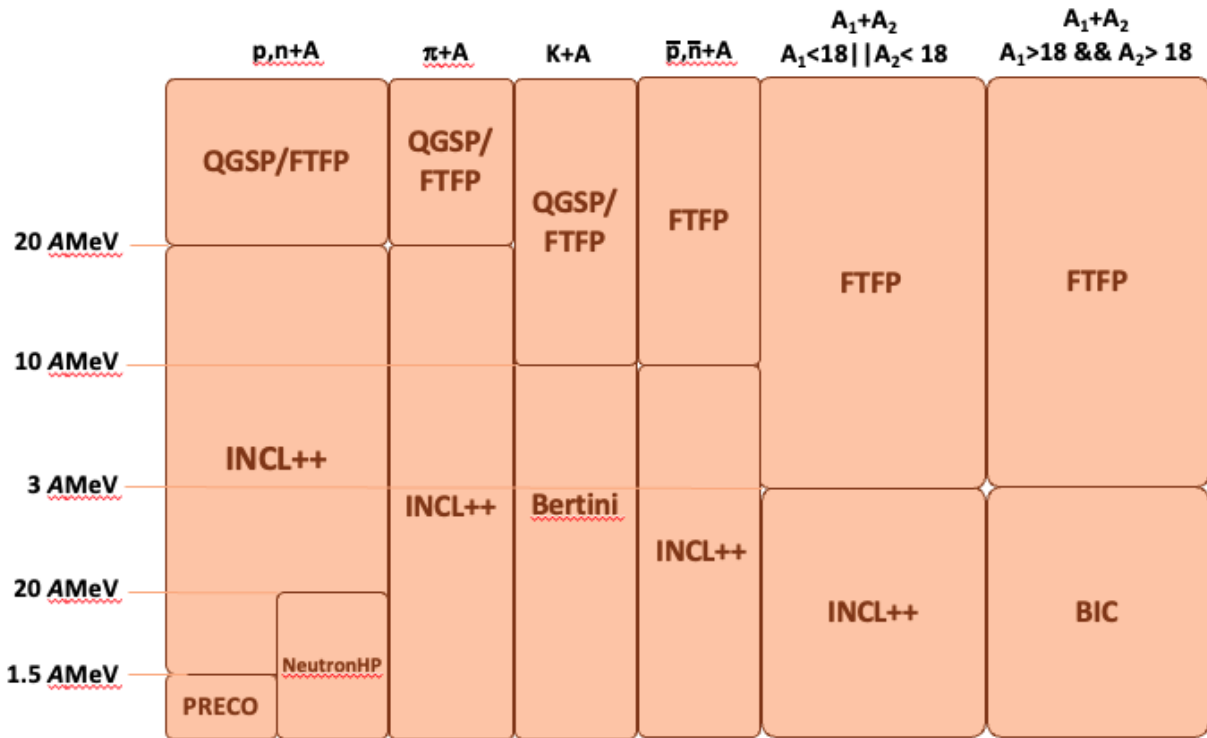 p,n+A
π+A
K+A
p̅,n̅+A
A₁+A₂
A₁<18||A₂< 18
A₁+A₂
A₁>18 && A₂> 18
QGSP/FTFP
QGSP/
FTFP
QGSP/
FTFP
FTFP
FTFP
FTFP
20 AMeV
10 AMeV
3 AMeV
20 AMeV
1.5 AMeV
INCL++
INCL++
Bertini
INCL++
INCL++
BIC
NeutronHP
PRECO